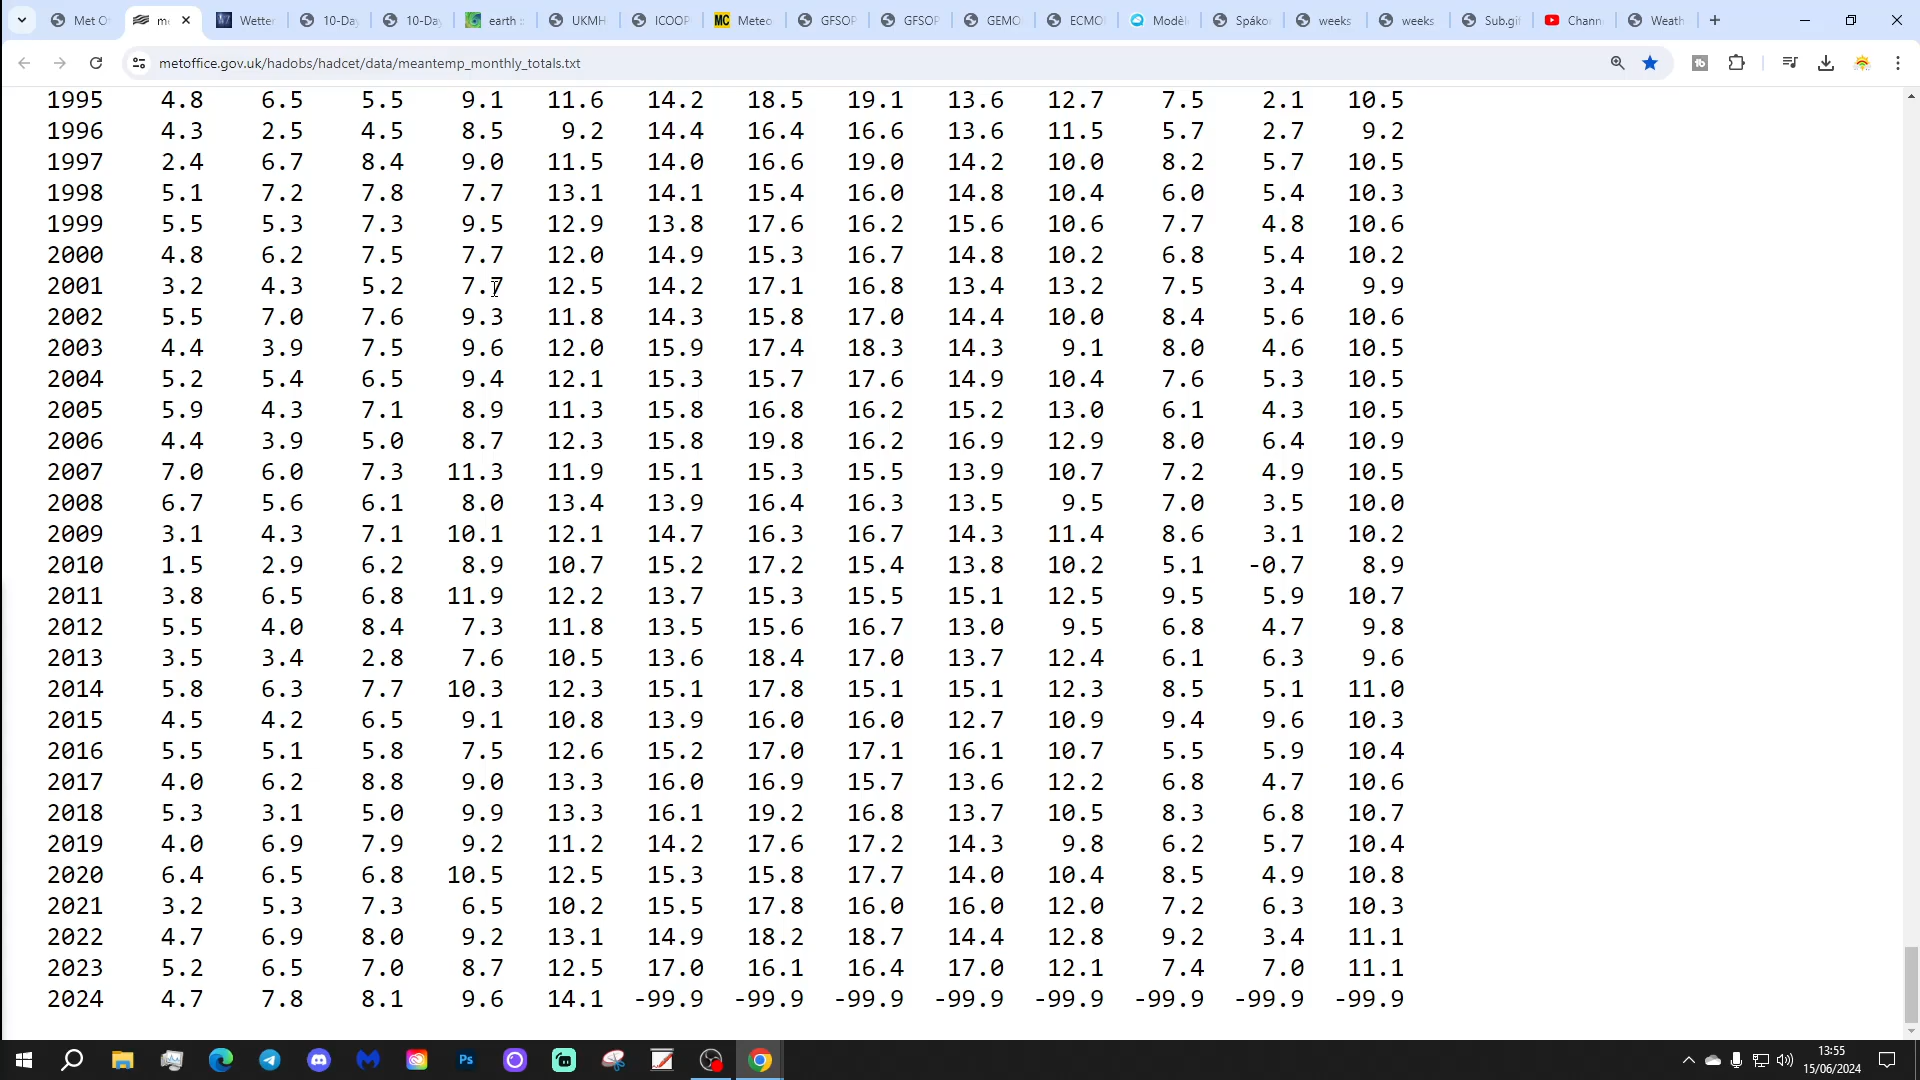 Met O
me
Wetter
10-Day
10-Day
earth ::
UKMH
ICOOP
MC Meteo
GFSOP
GFSOP
GEMO
ECMO
Modèl
Spáko
weeks
weeks
Sub.gif
Chann
Weath
metoffice.gov.uk/hadobs/hadcet/data/meantemp_monthly_totals.txt
1995 4.8 6.5 5.5 9.1 11.6 14.2 18.5 19.1 13.6 12.7 7.5 2.1 10.5
1996 4.3 2.5 4.5 8.5 9.2 14.4 16.4 16.6 13.6 11.5 5.7 2.7 9.2
1997 2.4 6.7 8.4 9.0 11.5 14.0 16.6 19.0 14.2 10.0 8.2 5.7 10.5
1998 5.1 7.2 7.8 7.7 13.1 14.1 15.4 16.0 14.8 10.4 6.0 5.4 10.3
1999 5.5 5.3 7.3 9.5 12.9 13.8 17.6 16.2 15.6 10.6 7.7 4.8 10.6
2000 4.8 6.2 7.5 7.7 12.0 14.9 15.3 16.7 14.8 10.2 6.8 5.4 10.2
2001 3.2 4.3 5.2 7.7 12.5 14.2 17.1 16.8 13.4 13.2 7.5 3.4 9.9
2002 5.5 7.0 7.6 9.3 11.8 14.3 15.8 17.0 14.4 10.0 8.4 5.6 10.6
2003 4.4 3.9 7.5 9.6 12.0 15.9 17.4 18.3 14.3 9.1 8.0 4.6 10.5
2004 5.2 5.4 6.5 9.4 12.1 15.3 15.7 17.6 14.9 10.4 7.6 5.3 10.5
2005 5.9 4.3 7.1 8.9 11.3 15.8 16.8 16.2 15.2 13.0 6.1 4.3 10.5
2006 4.4 3.9 5.0 8.7 12.3 15.8 19.8 16.2 16.9 12.9 8.0 6.4 10.9
2007 7.0 6.0 7.3 11.3 11.9 15.1 15.3 15.5 13.9 10.7 7.2 4.9 10.5
2008 6.7 5.6 6.1 8.0 13.4 13.9 16.4 16.3 13.5 9.5 7.0 3.5 10.0
2009 3.1 4.3 7.1 10.1 12.1 14.7 16.3 16.7 14.3 11.4 8.6 3.1 10.2
2010 1.5 2.9 6.2 8.9 10.7 15.2 17.2 15.4 13.8 10.2 5.1 -0.7 8.9
2011 3.8 6.5 6.8 11.9 12.2 13.7 15.3 15.5 15.1 12.5 9.5 5.9 10.7
2012 5.5 4.0 8.4 7.3 11.8 13.5 15.6 16.7 13.0 9.5 6.8 4.7 9.8
2013 3.5 3.4 2.8 7.6 10.5 13.6 18.4 17.0 13.7 12.4 6.1 6.3 9.6
2014 5.8 6.3 7.7 10.3 12.3 15.1 17.8 15.1 15.1 12.3 8.5 5.1 11.0
2015 4.5 4.2 6.5 9.1 10.8 13.9 16.0 16.0 12.7 10.9 9.4 9.6 10.3
2016 5.5 5.1 5.8 7.5 12.6 15.2 17.0 17.1 16.1 10.7 5.5 5.9 10.4
2017 4.0 6.2 8.8 9.0 13.3 16.0 16.9 15.7 13.6 12.2 6.8 4.7 10.6
2018 5.3 3.1 5.0 9.9 13.3 16.1 19.2 16.8 13.7 10.5 8.3 6.8 10.7
2019 4.0 6.9 7.9 9.2 11.2 14.2 17.6 17.2 14.3 9.8 6.2 5.7 10.4
2020 6.4 6.5 6.8 10.5 12.5 15.3 15.8 17.7 14.0 10.4 8.5 4.9 10.8
2021 3.2 5.3 7.3 6.5 10.2 15.5 17.8 16.0 16.0 12.0 7.2 6.3 10.3
2022 4.7 6.9 8.0 9.2 13.1 14.9 18.2 18.7 14.4 12.8 9.2 3.4 11.1
2023 5.2 6.5 7.0 8.7 12.5 17.0 16.1 16.4 17.0 12.1 7.4 7.0 11.1
2024 4.7 7.8 8.1 9.6 14.1 -99.9 -99.9 -99.9 -99.9 -99.9 -99.9 -99.9 -99.9
Ps
13:55
15/06/2024